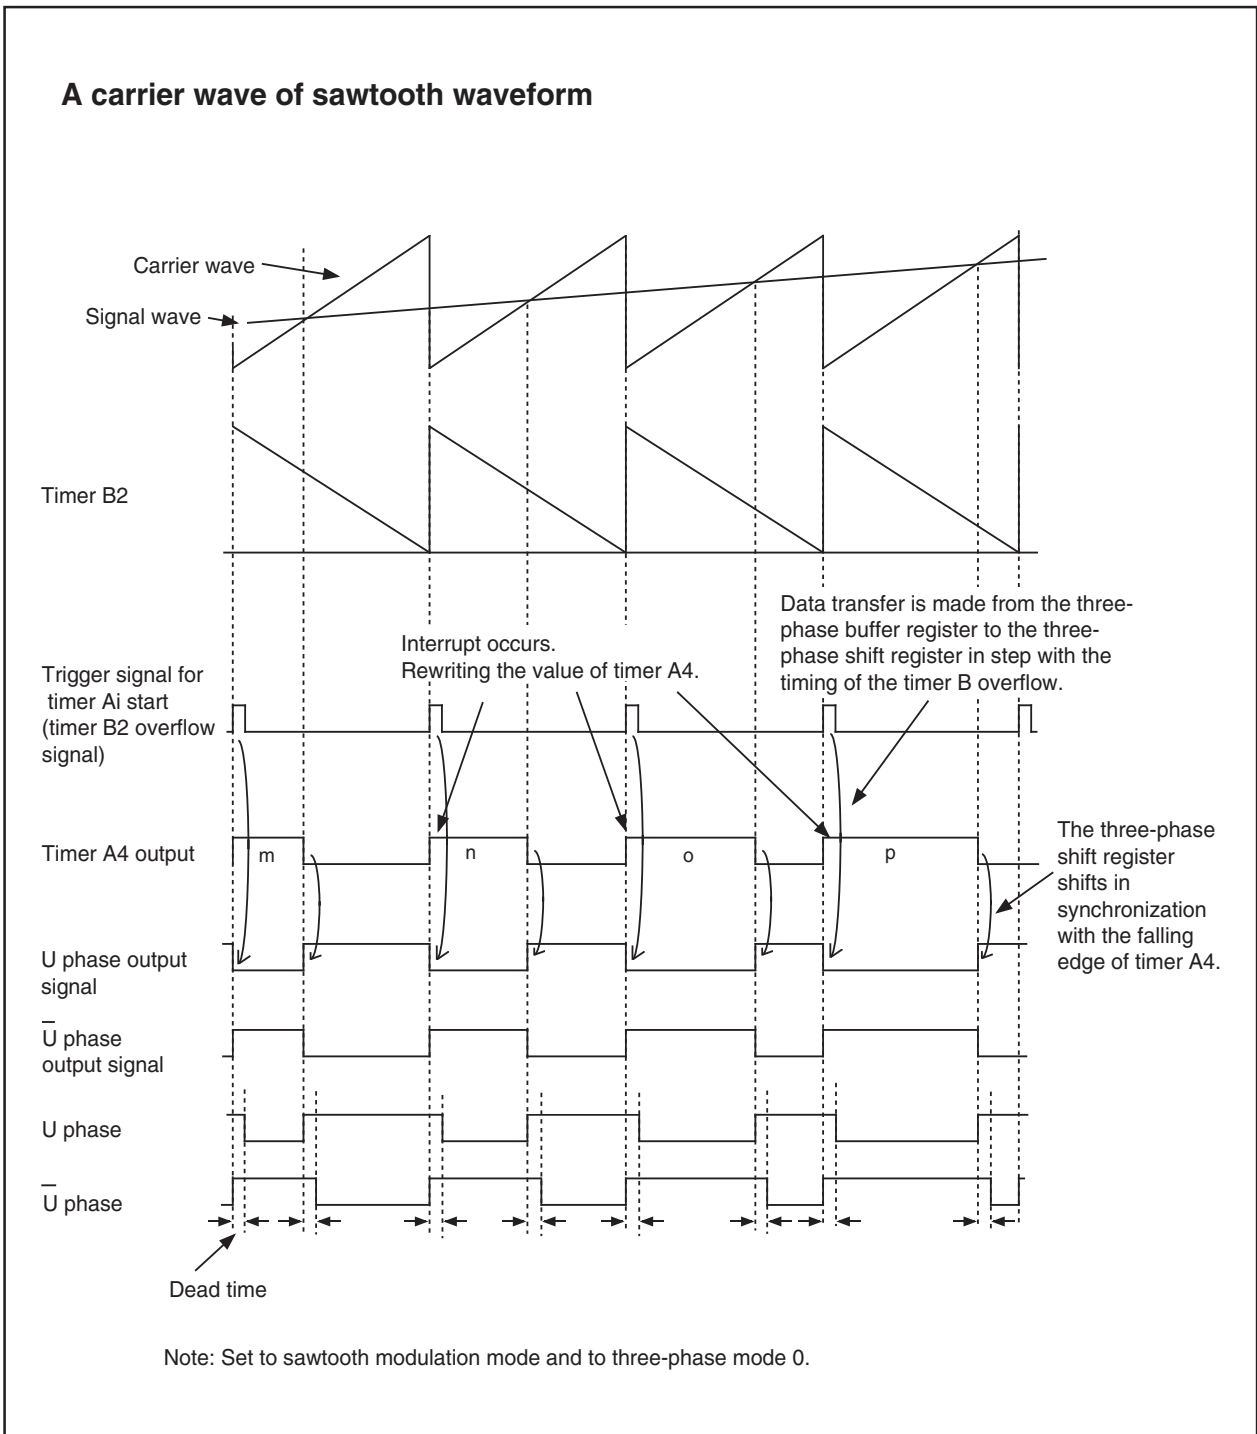 A carrier wave of sawtooth waveform
Carrier wave
Signal wave
Timer B2
Data transfer is made from the three-
phase buffer register to the three-
phase shift register in step with the
timing of the timer B overflow.
Interrupt occurs.
Rewriting the value of timer A4.
Trigger signal for
timer Ai start
(timer B2 overflow
signal)
Timer A4 output
m
n
o
p
The three-phase
shift register
shifts in
synchronization
with the falling
edge of timer A4.
U phase output
signal
U̅ phase
output signal
U phase
U̅ phase
Dead time
Note: Set to sawtooth modulation mode and to three-phase mode 0.